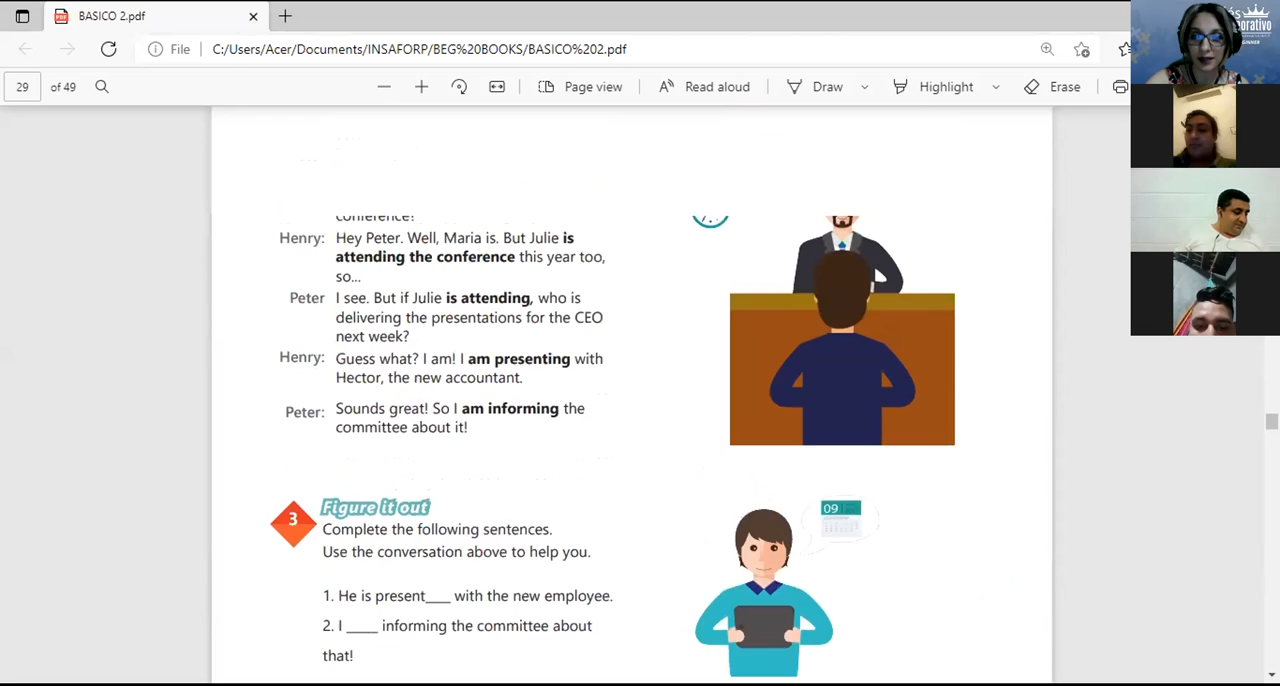 BASICO 2.pdf
File C:/Users/Acer/Documents/INSAFORP/BEG%20BOOKS/BASICO%202.pdf
29 of 49 Page view Read aloud Draw Highlight Erase
conference?
Henry: Hey Peter. Well, Maria is. But Julie is
attending the conference this year too,
so...
Peter I see. But if Julie is attending, who is
delivering the presentations for the CEO
next week?
Henry: Guess what? I am! I am presenting with
Hector, the new accountant.
Peter: Sounds great! So I am informing the
committee about it!
3 Figure it out
Complete the following sentences.
Use the conversation above to help you.
1. He is present___ with the new employee.
2. I ____ informing the committee about
that!
09